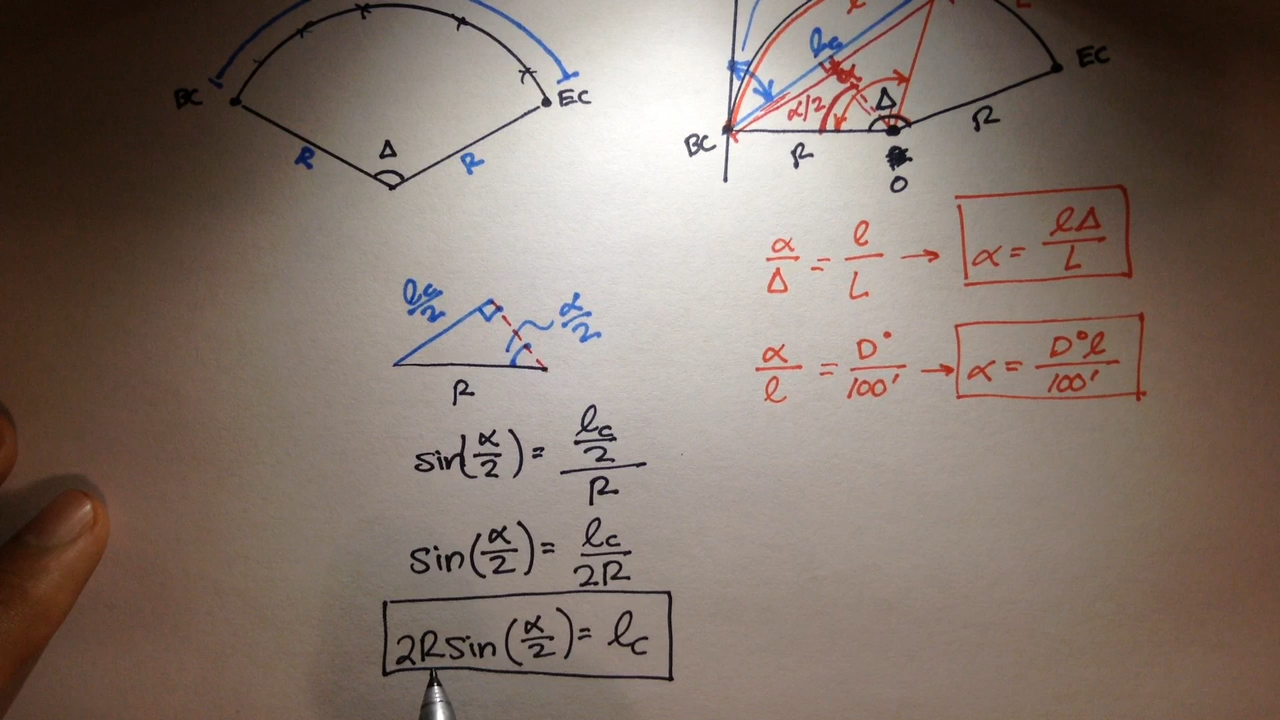 BC
EC
Δ
R
R
lc
α
α/2
Δ
EC
BC
R
R
O
α/Δ = l/L → α = lΔ/L
α/l = D°/100' → α = D°l/100'
lc/2
α/2
R
sin(α/2) = (lc/2)/R
sin(α/2) = lc/2R
2Rsin(α/2) = lc